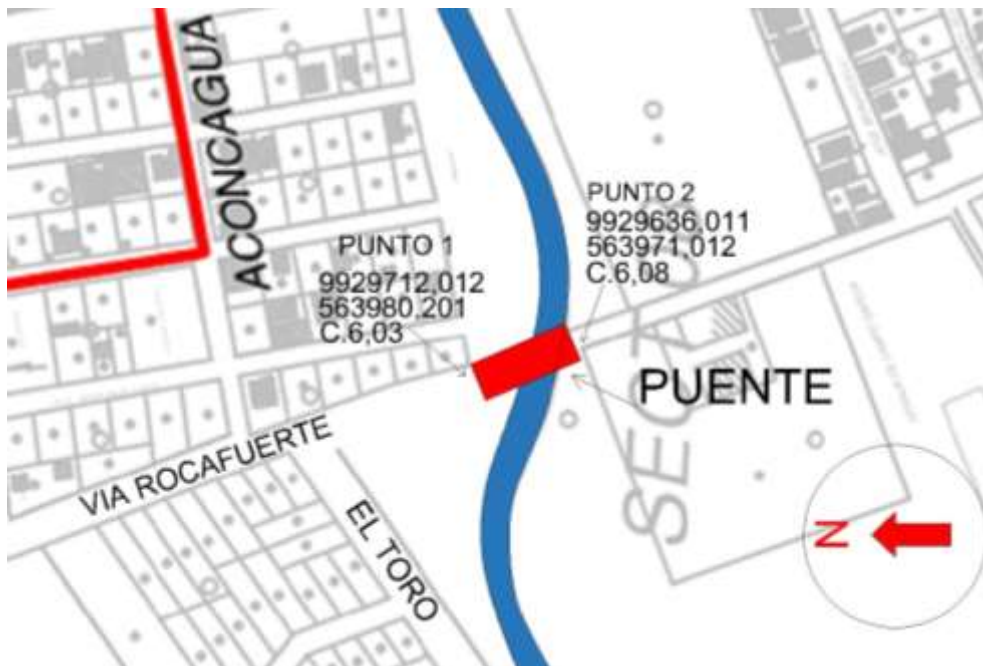 ACONCAGUA
PUNTO 1
9929712,012
563980.201
C.6,03
PUNTO 2
9929636,011
563971,012
C.6,08
PUENTE
VIA ROCAFUERTE
EL TORO
N